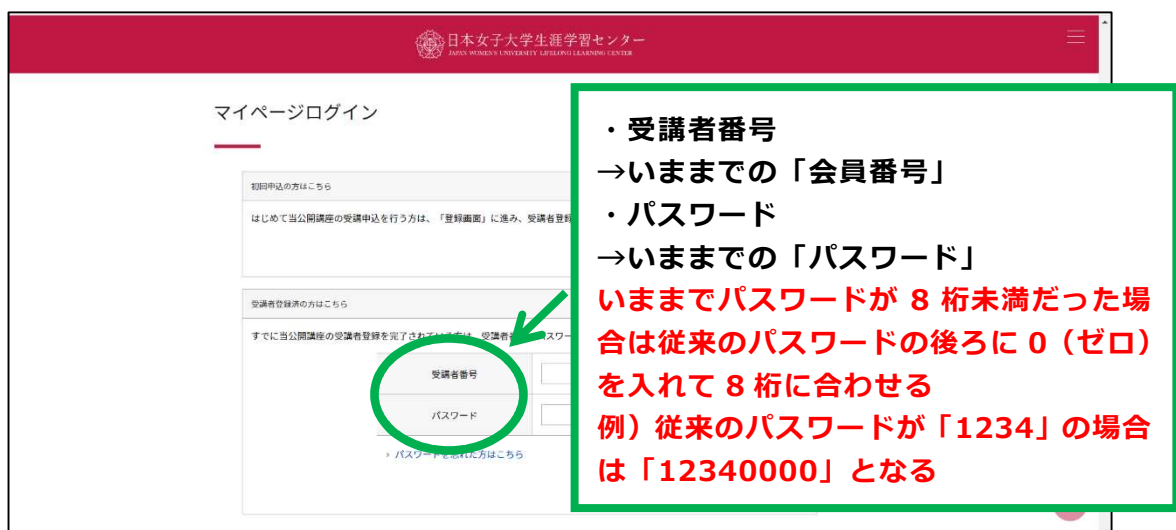 日本女子大学生涯学習センター
JAPAN WOMEN'S UNIVERSITY LIFELONG LEARNING CENTER
マイページログイン
初回申込の方はこちら
はじめて当公開講座の受講申込を行う方は、「登録画面」に進み、受講者登
受講者登録済の方はこちら
すでに当公開講座の受講者登録を完了されている方は、受講者 スワー
受講者番号
パスワード
› パスワードを忘れた方はこちら
・受講者番号
→いままでの「会員番号」
・パスワード
→いままでの「パスワード」
いままでパスワードが 8 桁未満だった場
合は従来のパスワードの後ろに 0（ゼロ）
を入れて 8 桁に合わせる
例）従来のパスワードが「1234」の場合
は「12340000」となる